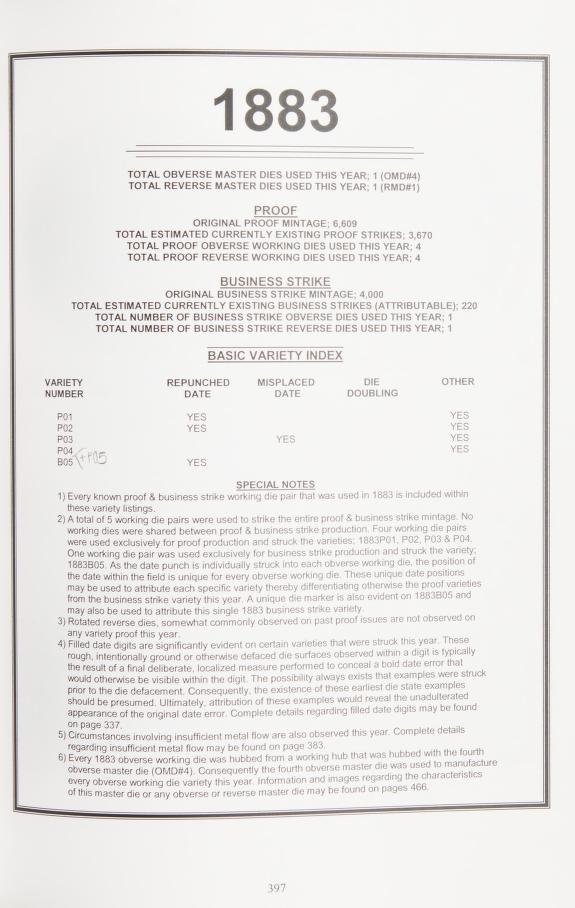 1883
TOTAL OBVERSE MASTER DIES USED THIS YEAR; 1 (OMD#4)
TOTAL REVERSE MASTER DIES USED THIS YEAR; 1 (RMD#1)
PROOF
ORIGINAL PROOF MINTAGE; 6,609
TOTAL ESTIMATED CURRENTLY EXISTING PROOF STRIKES; 3,670
TOTAL PROOF OBVERSE WORKING DIES USED THIS YEAR; 4
TOTAL PROOF REVERSE WORKING DIES USED THIS YEAR; 4
BUSINESS STRIKE
ORIGINAL BUSINESS STRIKE MINTAGE; 4,000
TOTAL ESTIMATED CURRENTLY EXISTING BUSINESS STRIKES (ATTRIBUTABLE); 220
TOTAL NUMBER OF BUSINESS STRIKE OBVERSE DIES USED THIS YEAR; 1
TOTAL NUMBER OF BUSINESS STRIKE REVERSE DIES USED THIS YEAR; 1
BASIC VARIETY INDEX
VARIETY REPUNCHED MISPLACED DIE OTHER
NUMBER DATE DATE DOUBLING
P01 YES YES
P02 YES YES
P03 YES YES
P04 YES
B05 YES
SPECIAL NOTES
1) Every known proof & business strike working die pair that was used in 1883 is included within
these variety listings.
2) A total of 5 working die pairs were used to strike the entire proof & business strike mintage. No
working dies were shared between proof & business strike production. Four working die pairs
were used exclusively for proof production and struck the varieties; 1883P01, P02, P03 & P04.
One working die pair was used exclusively for business strike production and struck the variety;
1883B05. As the date punch is individually struck into each obverse working die, the position of
the date within the field is unique for every obverse working die. These unique date positions
may be used to attribute each specific variety thereby differentiating otherwise the proof varieties
from the business strike variety this year. A unique die marker is also evident on 1883B05 and
may also be used to attribute this single 1883 business strike variety.
3) Rotated reverse dies, somewhat commonly observed on past proof issues are not observed on
any variety proof this year.
4) Filled date digits are significantly evident on certain varieties that were struck this year. These
rough, intentionally ground or otherwise defaced die surfaces observed within a digit is typically
the result of a final deliberate, localized measure performed to conceal a bold date error that
would otherwise be visible within the digit. The possibility always exists that examples were struck
prior to the die defacement. Consequently, the existence of these earliest die state examples
should be presumed. Ultimately, attribution of these examples would reveal the unadulterated
appearance of the original date error. Complete details regarding filled date digits may be found
on page 337.
5) Circumstances involving insufficient metal flow are also observed this year. Complete details
regarding insufficient metal flow may be found on page 383.
6) Every 1883 obverse working die was hubbed from a working hub that was hubbed with the fourth
obverse master die (OMD#4). Consequently the fourth obverse master die was used to manufacture
every obverse working die variety this year. Information and images regarding the characteristics
of this master die or any obverse or reverse master die may be found on pages 466.
397